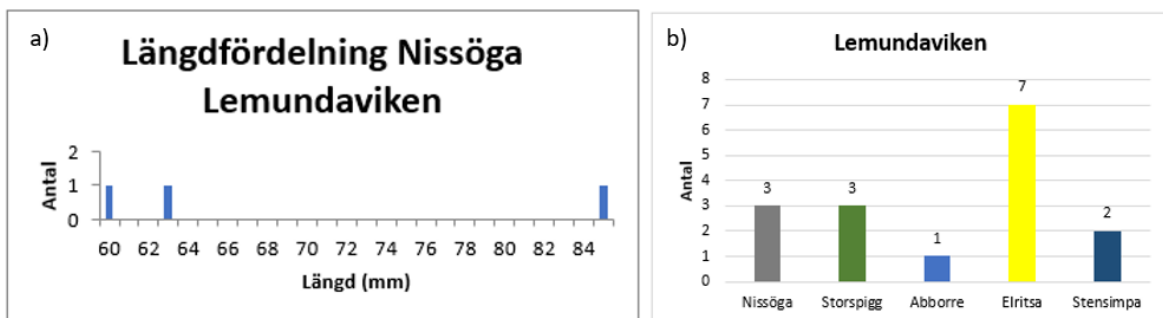 a)
Längdfördelning Nissöga
Lemundaviken
Antal
2
1
0
60 62 64 66 68 70 72 74 76 78 80 82 84
Längd (mm)
b)
Lemundaviken
Antal
8
7
6
5
4
3
2
1
0
3 3 1 7 2
Nissöga Storspigg Abborre Elritsa Stensimpa